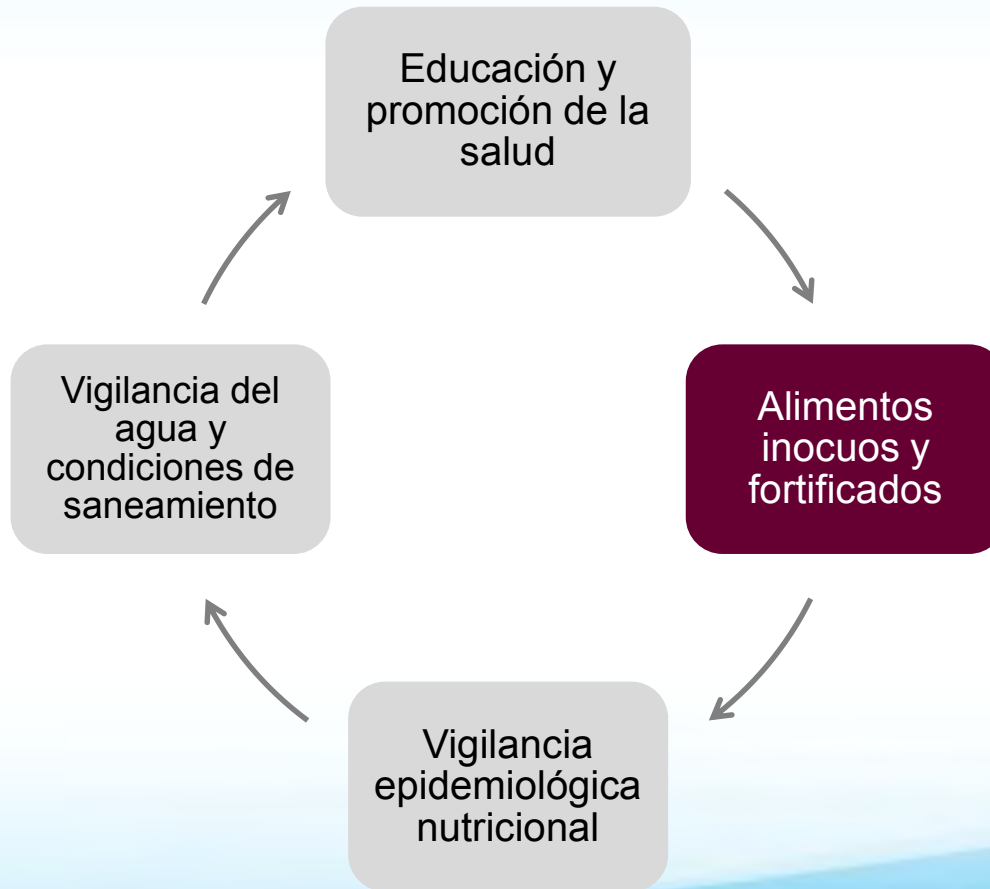 Educación y
promoción de la
salud
Alimentos
inocuos y
fortificados
Vigilancia
epidemiológica
nutricional
Vigilancia del
agua y
condiciones de
saneamiento